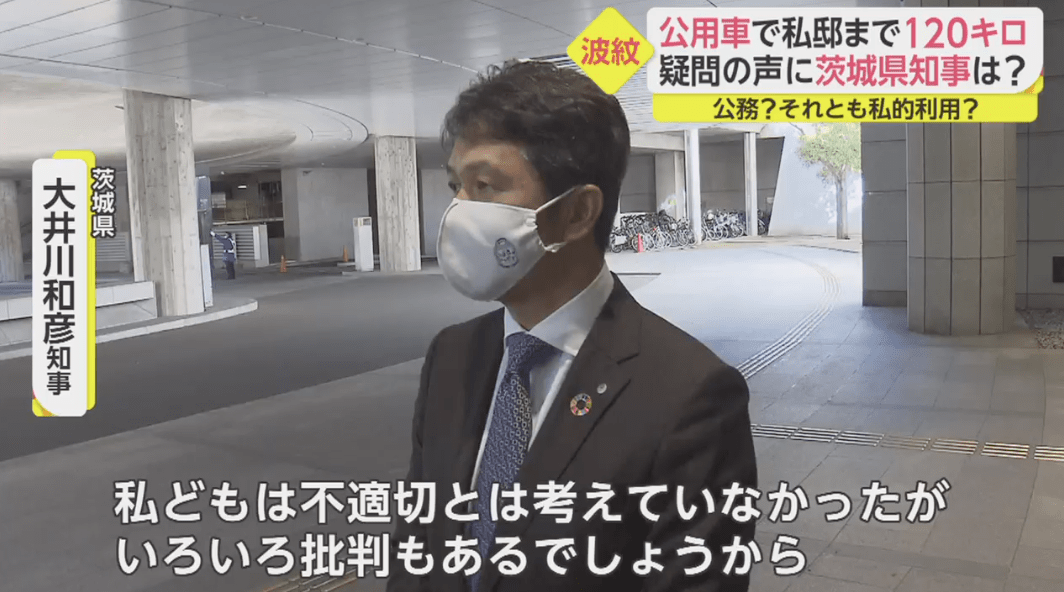 波紋
公用車で私邸まで120キロ
疑問の声に茨城県知事は?
公務?それとも私的利用?
茨城県
大井川和彦知事
私どもは不適切とは考えていなかったが
いろいろ批判もあるでしょうから